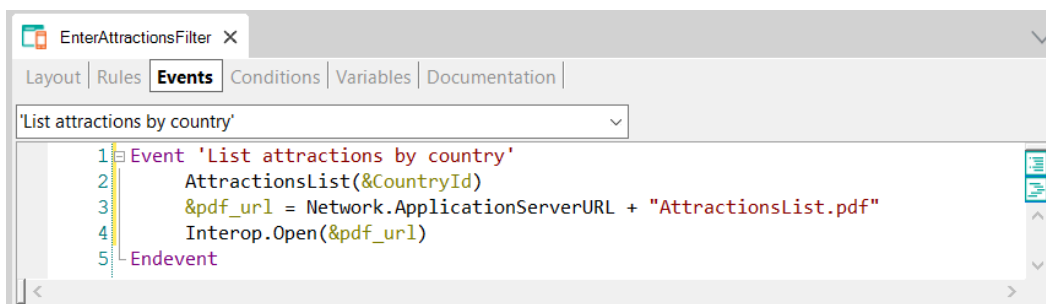 EnterAttractionsFilter
Layout Rules Events Conditions Variables Documentation
'List attractions by country'
1 Event 'List attractions by country'
2 AttractionsList(&CountryId)
3 &pdf_url = Network.ApplicationServerURL + "AttractionsList.pdf"
4 Interop.Open(&pdf_url)
5 Endevent